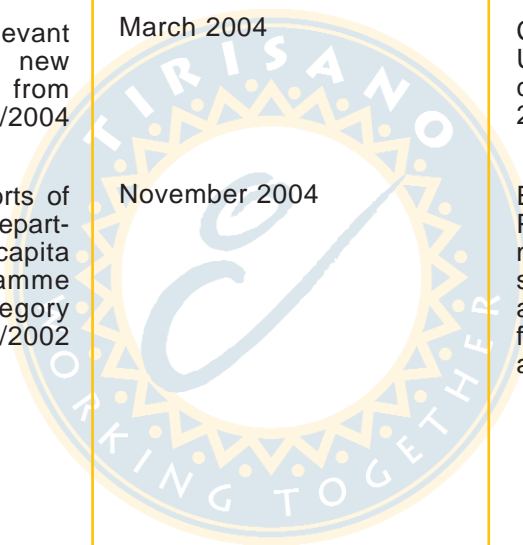 evant
new
from
/2004
orts of
epart-
capita
amme
egory
/2002
March 2004
November 2004
TIRISANO
WORKING TOGETHER